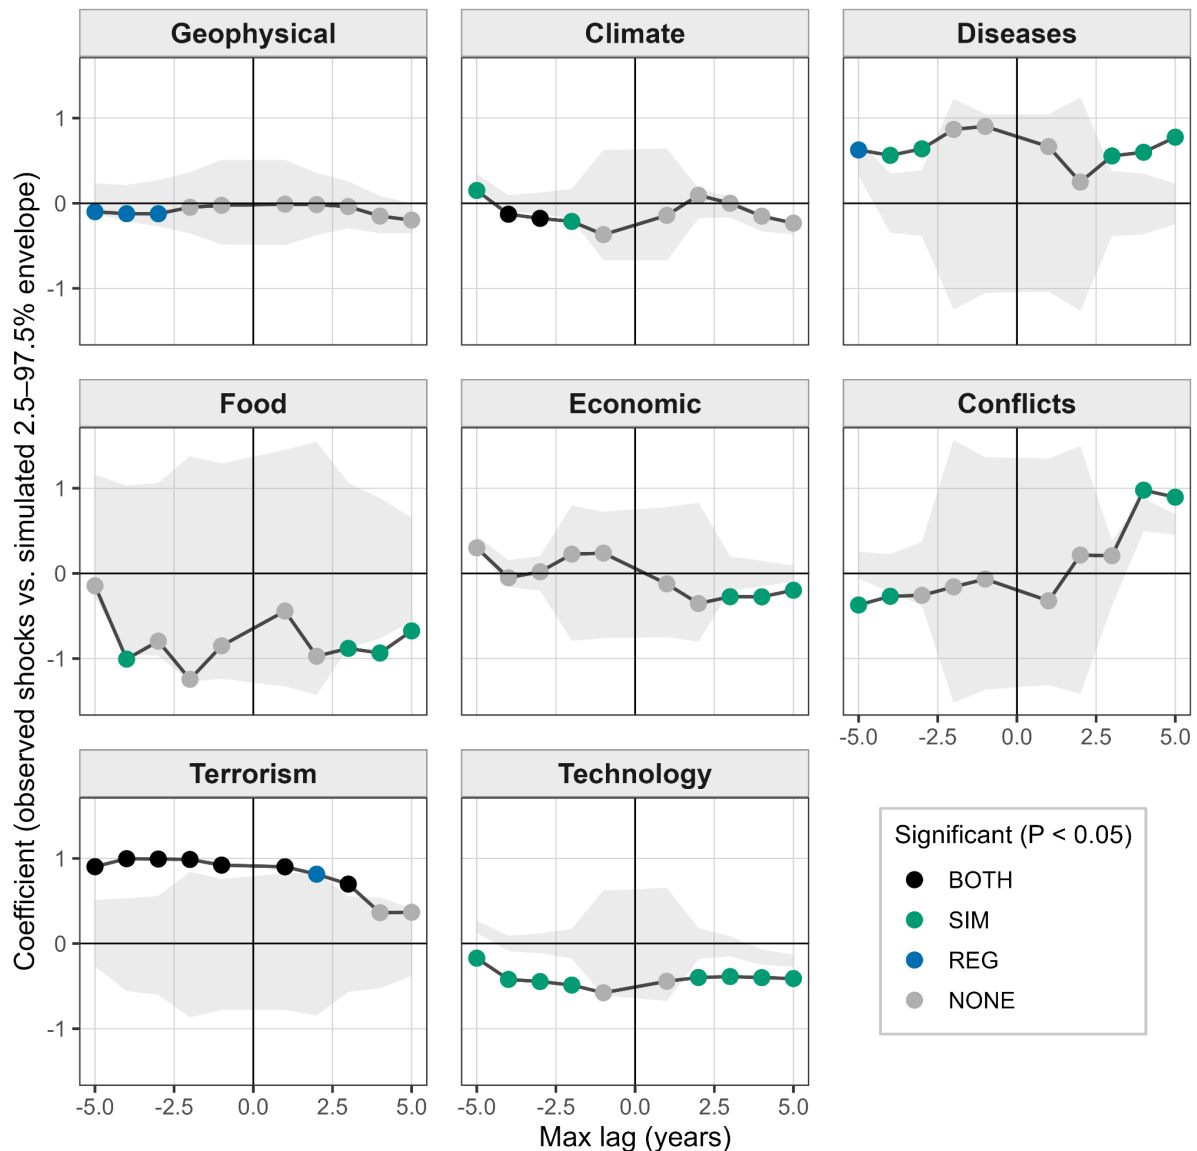 Geophysical
Climate
Diseases
1
0
-1
Food
Economic
Conflicts
1
0
-1
-5.0 -2.5 0.0 2.5 5.0
Terrorism
Technology
1
0
-1
-5.0 -2.5 0.0 2.5 5.0
-5.0 -2.5 0.0 2.5 5.0
Max lag (years)
Coefficient (observed shocks vs. simulated 2.5–97.5% envelope)
Significant (P < 0.05)
BOTH
SIM
REG
NONE